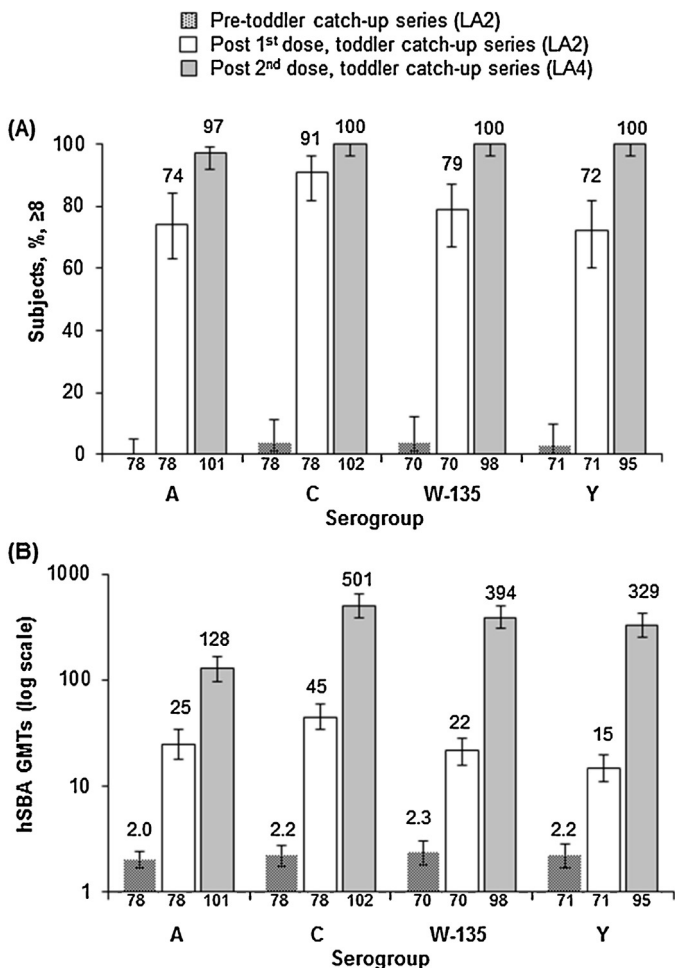 Pre-toddler catch-up series (LA2)
Post 1st dose, toddler catch-up series (LA2)
Post 2nd dose, toddler catch-up series (LA4)
(A)
Subjects, %, ≥8
100
80
60
40
20
0
74 97 91 100 79 100 72 100
78 78 101 78 78 102 70 70 98 71 71 95
A C W-135 Y
Serogroup
(B)
hSBA GMTs (log scale)
1000
100
10
1
2.0 25 128 2.2 45 501 2.3 22 394 2.2 15 329
78 78 101 78 78 102 70 70 98 71 71 95
A C W-135 Y
Serogroup